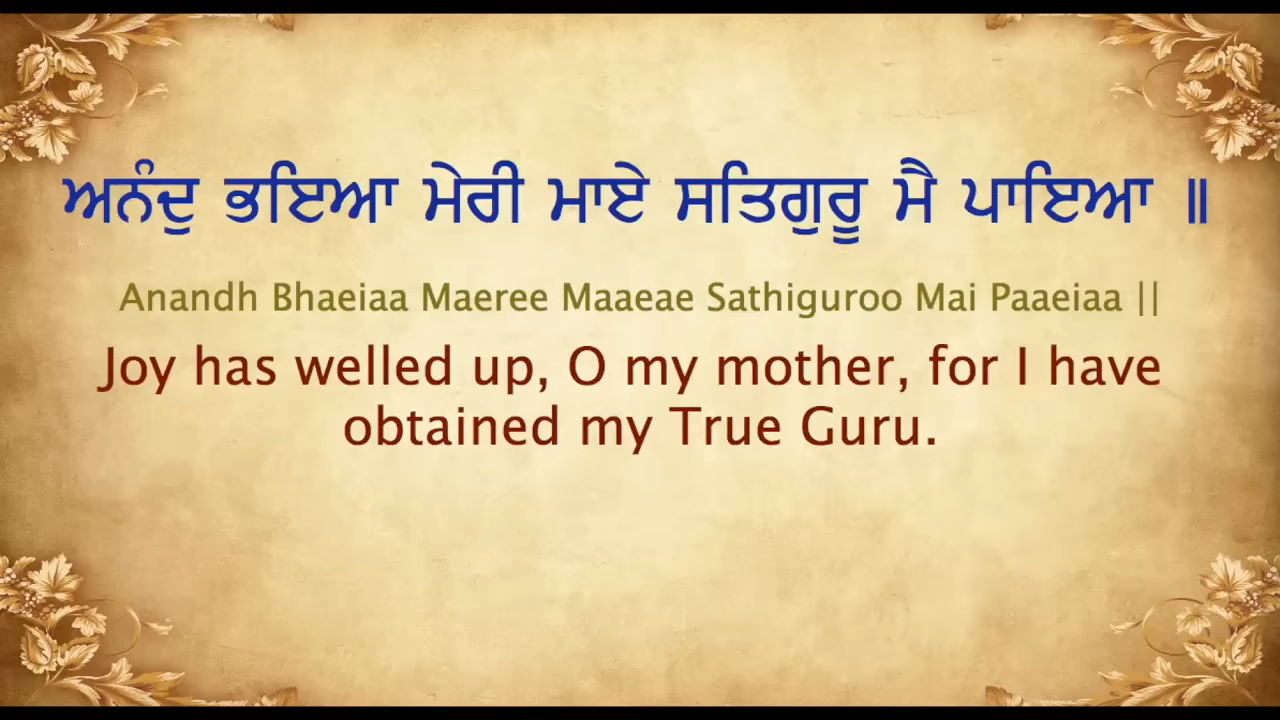 ਅਨੰਦੁ ਭਇਆ ਮੇਰੀ ਮਾਏ ਸਤਿਗੁਰੂ ਮੈ ਪਾਇਆ ॥
Anandh Bhaeiaa Maeree Maaeae Sathiguroo Mai Paaeiaa ||
Joy has welled up, O my mother, for I have
obtained my True Guru.